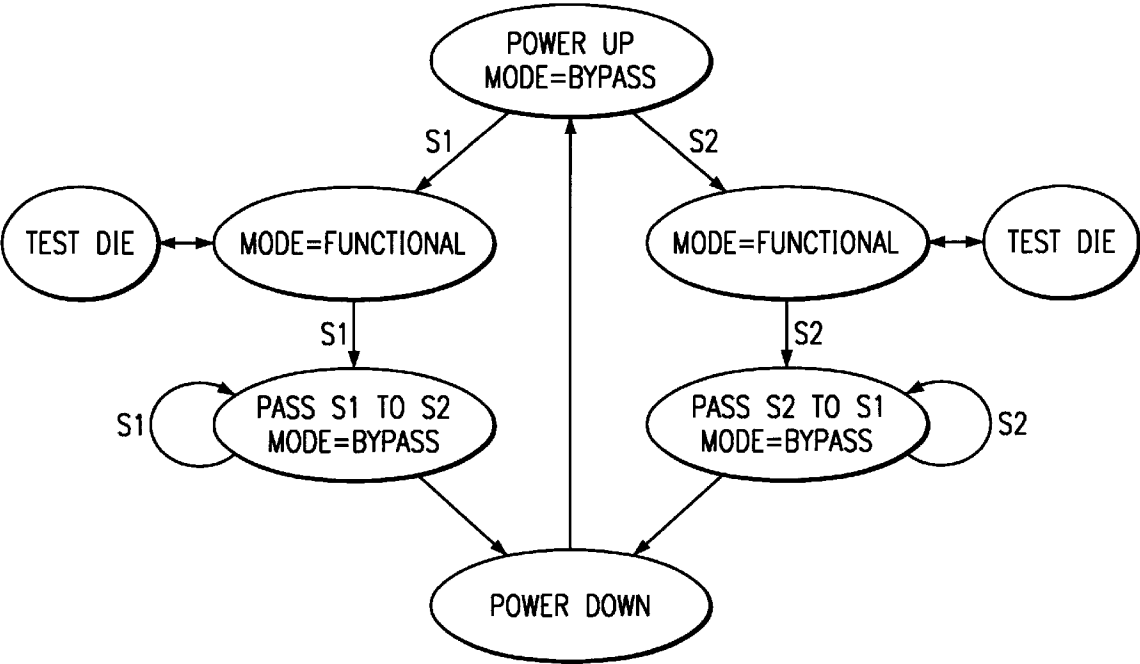 POWER UP
MODE=BYPASS
S1
S2
TEST DIE
MODE=FUNCTIONAL
MODE=FUNCTIONAL
TEST DIE
S1
S2
S1
PASS S1 TO S2
MODE=BYPASS
PASS S2 TO S1
MODE=BYPASS
S2
POWER DOWN